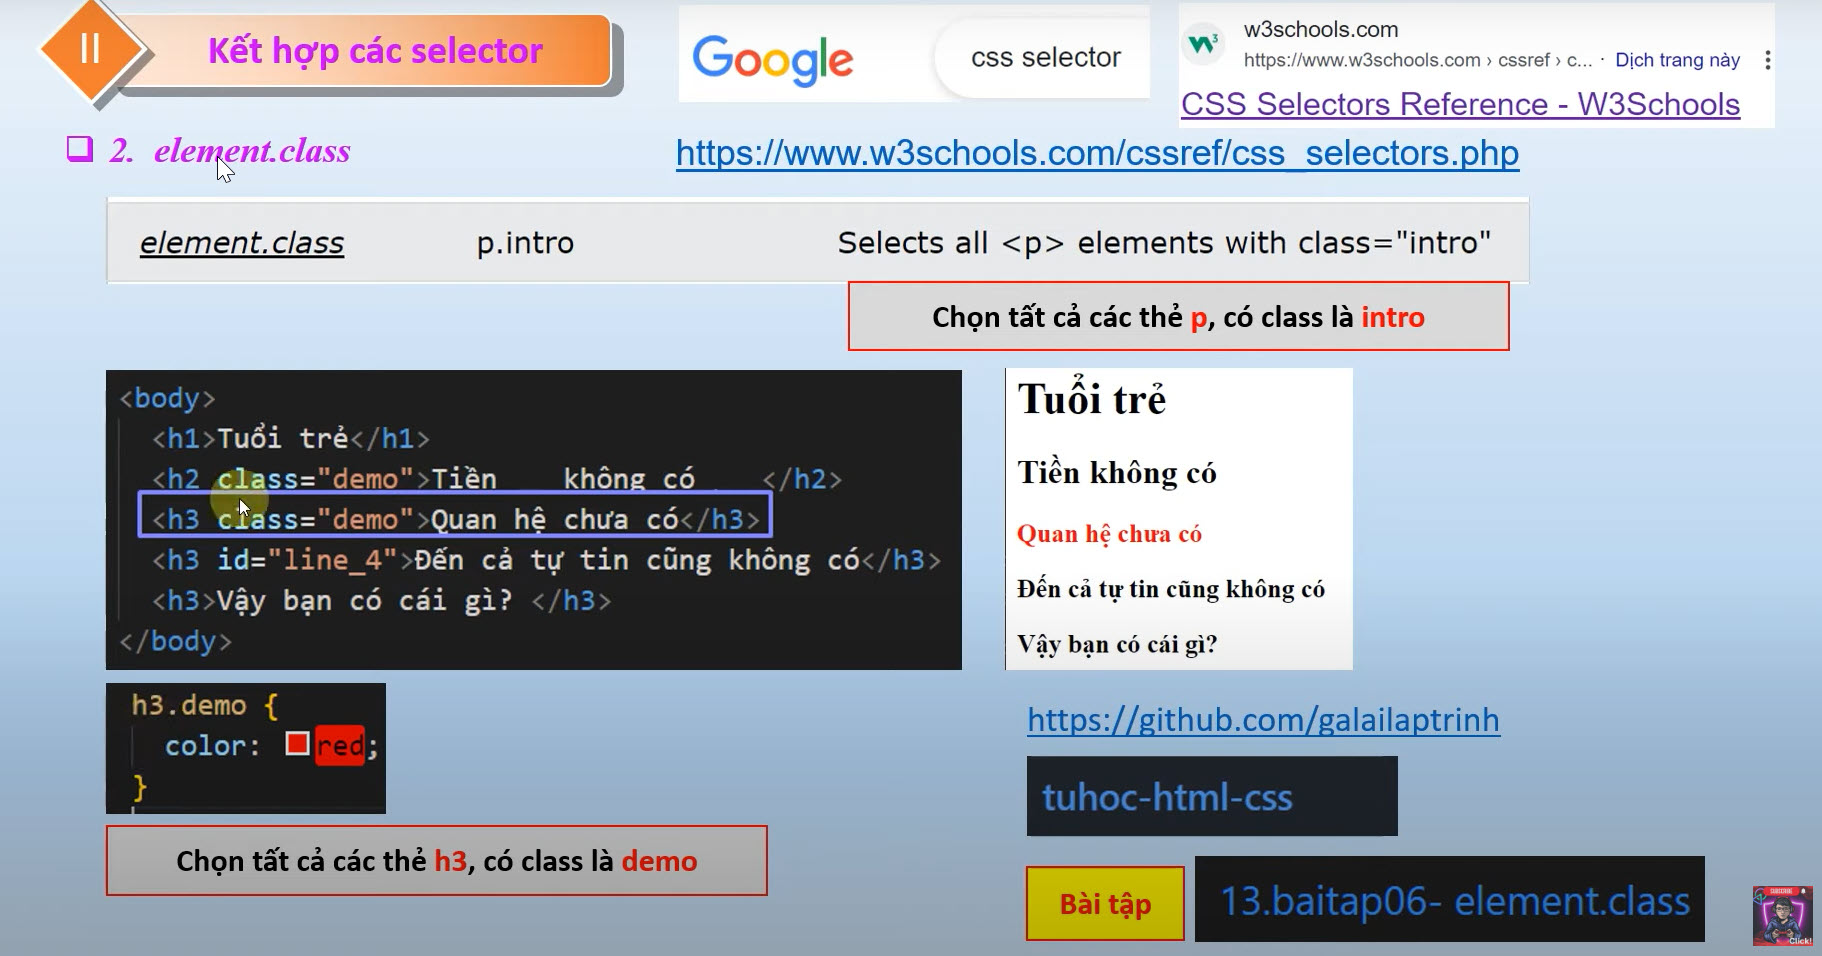 II
Kết hợp các selector
Google
css selector
w3schools.com
https://www.w3schools.com › cssref › c... · Dịch trang này
CSS Selectors Reference - W3Schools
2. element.class
https://www.w3schools.com/cssref/css_selectors.php
element.class p.intro Selects all <p> elements with class="intro"
Chọn tất cả các thẻ p, có class là intro
<body>
<h1>Tuổi trẻ</h1>
<h2 class="demo">Tiền không có </h2>
<h3 class="demo">Quan hệ chưa có</h3>
<h3 id="line_4">Đến cả tự tin cũng không có</h3>
<h3>Vậy bạn có cái gì? </h3>
</body>
Tuổi trẻ
Tiền không có
Quan hệ chưa có
Đến cả tự tin cũng không có
Vậy bạn có cái gì?
h3.demo {
color: red;
}
Chọn tất cả các thẻ h3, có class là demo
https://github.com/galailaptrinh
tuhoc-html-css
Bài tập
13.baitap06- element.class
SUBSCRIBE
Click!